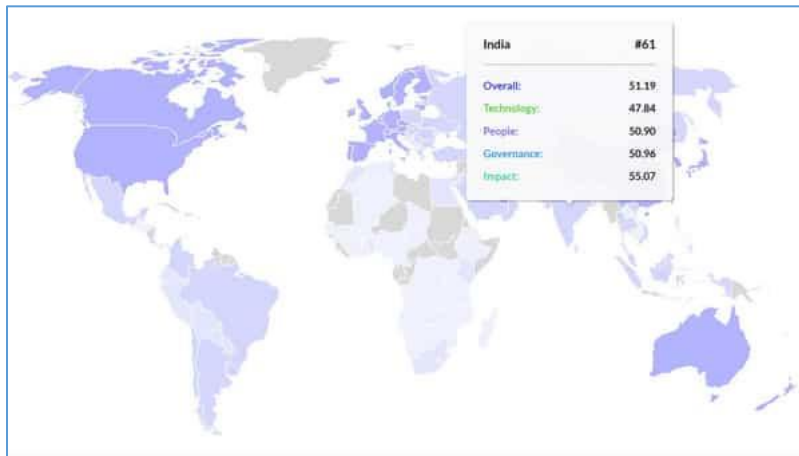 India #61
Overall: 51.19
Technology: 47.84
People: 50.90
Governance: 50.96
Impact: 55.07